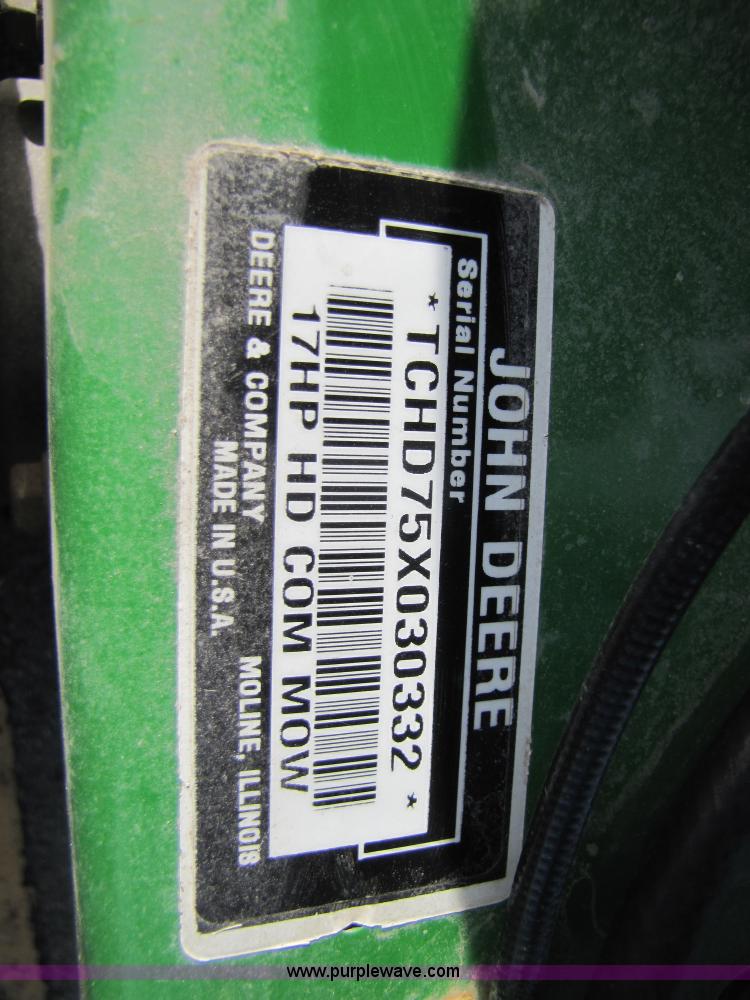 JOHN DEERE
Serial Number
*TCHD75X030332*
17HP HD COM MOW
DEERE & COMPANY MOLINE, ILLINOIS
MADE IN U.S.A.
www.purplewave.com